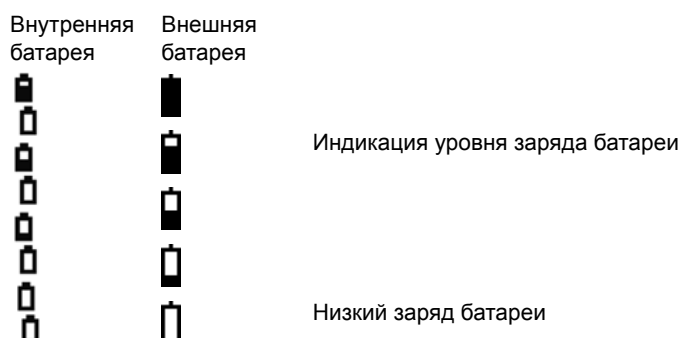 Внутренняя Внешняя
батарея батарея
Индикация уровня заряда батареи
Низкий заряд батареи